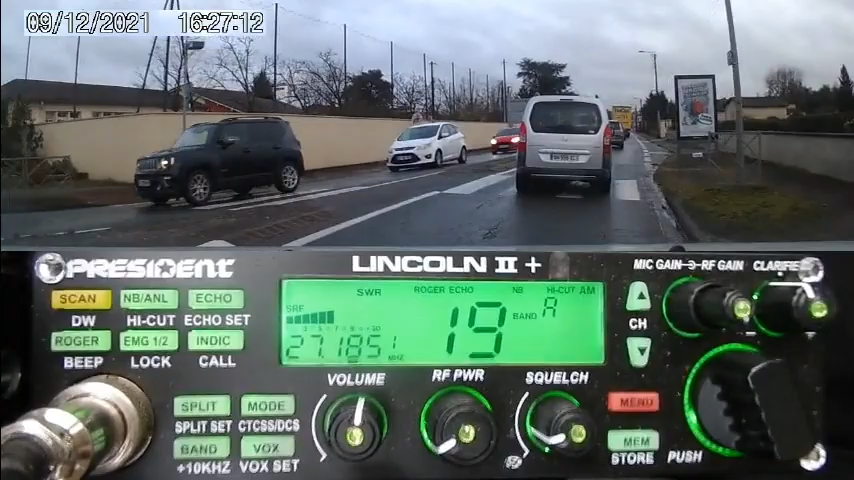 09/12/2021 16:27:12
PRESIDENT
LINCOLN II +
MIC GAIN RF GAIN CLARIFIER
SCAN NB/ANL ECHO
DW HI-CUT ECHO SET
ROGER EMG 1/2 INDIC
BEEP LOCK CALL
SWR ROGER ECHO NB HI-CUT AM
SRF
19 BAND A
27.185 KHZ
CH
VOLUME RF PWR SQUELCH
SPLIT MODE
SPLIT SET CTCSS/DCS
BAND VOX
+10KHZ VOX SET
MENU
MEM
STORE PUSH